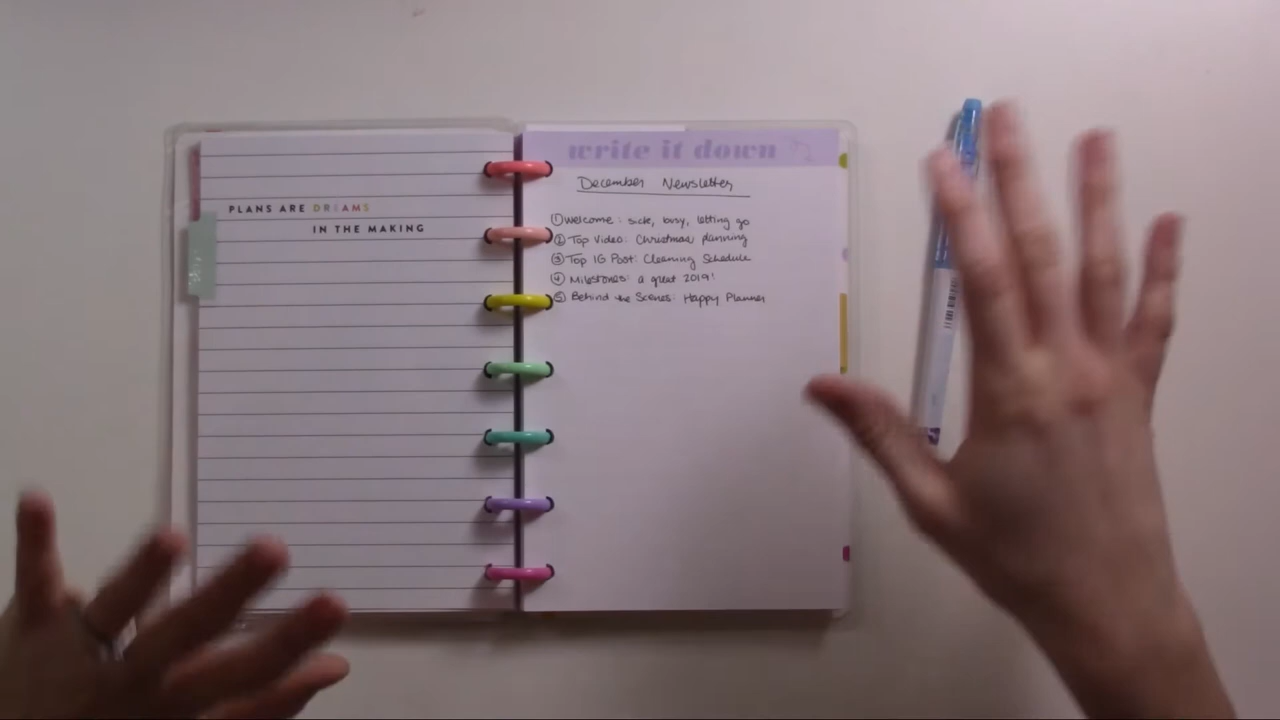 PLANS ARE DREAMS
IN THE MAKING
write it down
December Newsletter
① Welcome: sick, busy, letting go
② Top Video: Christmas planning
③ Top IG Post: Cleaning Schedule
④ Milestones: a great 2019!
⑤ Behind the Scenes: Happy Planner